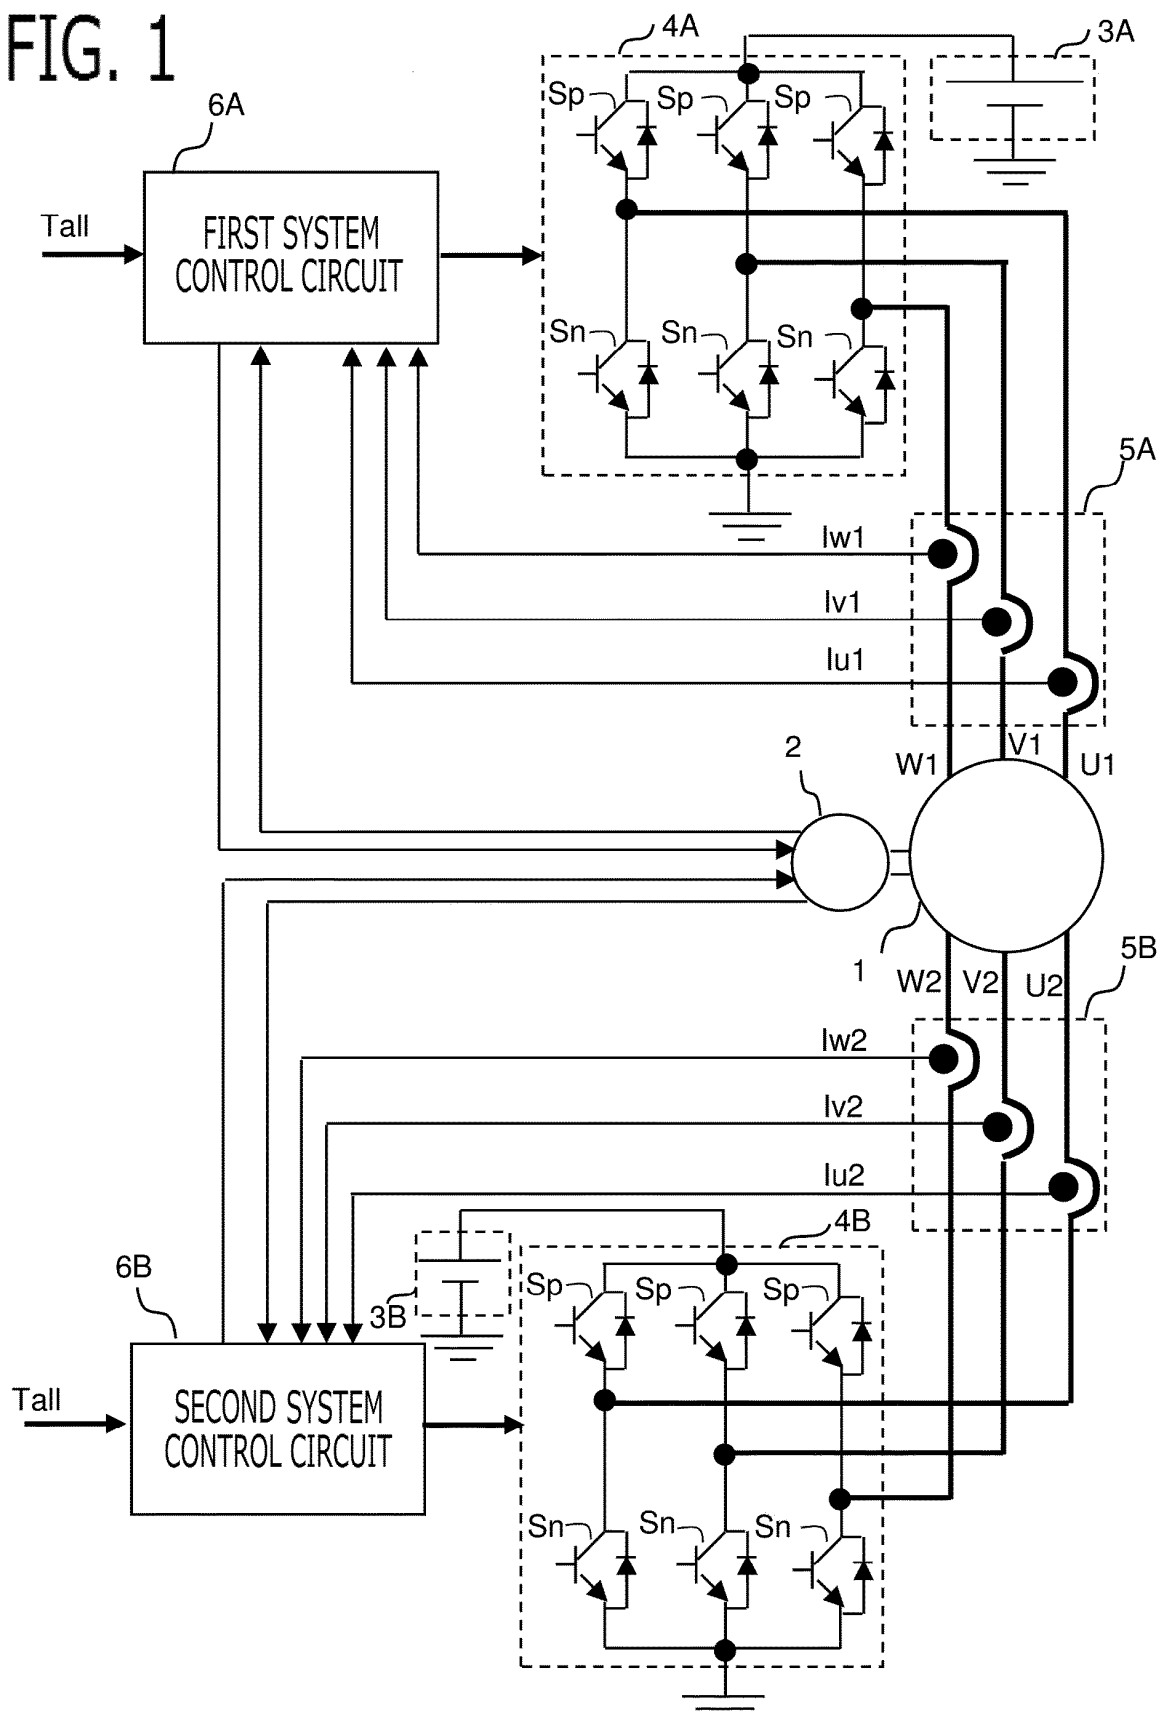 FIG. 1
4A
3A
6A
Sp
Sp
Sp
Tall
FIRST SYSTEM
CONTROL CIRCUIT
Sn
Sn
Sn
5A
Iw1
Iv1
Iu1
W1
V1
U1
2
1
W2
V2
U2
5B
Iw2
Iv2
Iu2
4B
6B
3B
Sp
Sp
Sp
Tall
SECOND SYSTEM
CONTROL CIRCUIT
Sn
Sn
Sn